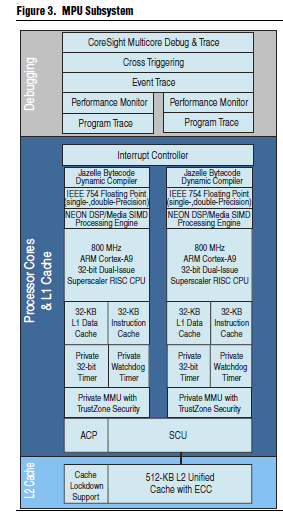 Figure 3. MPU Subsystem
Debugging
CoreSight Multicore Debug & Trace
Cross Triggering
Event Trace
Performance Monitor
Performance Monitor
Program Trace
Program Trace
Processor Cores
& L1 Cache
Interrupt Controller
Jazelle Bytecode
Dynamic Compiler
IEEE 754 Floating Point
(single-,double-Precision)
NEON DSP/Media SIMD
Processing Engine
800 MHz
ARM Cortex-A9
32-bit Dual-Issue
Superscaler RISC CPU
32-KB
L1 Data
Cache
32-KB
Instruction
Cache
Private
32-bit
Timer
Private
Watchdog
Timer
Private MMU with
TrustZone Security
Jazelle Bytecode
Dynamic Compiler
IEEE 754 Floating Point
(single-,double-Precision)
NEON DSP/Media SIMD
Processing Engine
800 MHz
ARM Cortex-A9
32-bit Dual-Issue
Superscaler RISC CPU
32-KB
L1 Data
Cache
32-KB
Instruction
Cache
Private
32-bit
Timer
Private
Watchdog
Timer
Private MMU with
TrustZone Security
ACP
SCU
L2 Cache
Cache
Lockdown
Support
512-KB L2 Unified
Cache with ECC